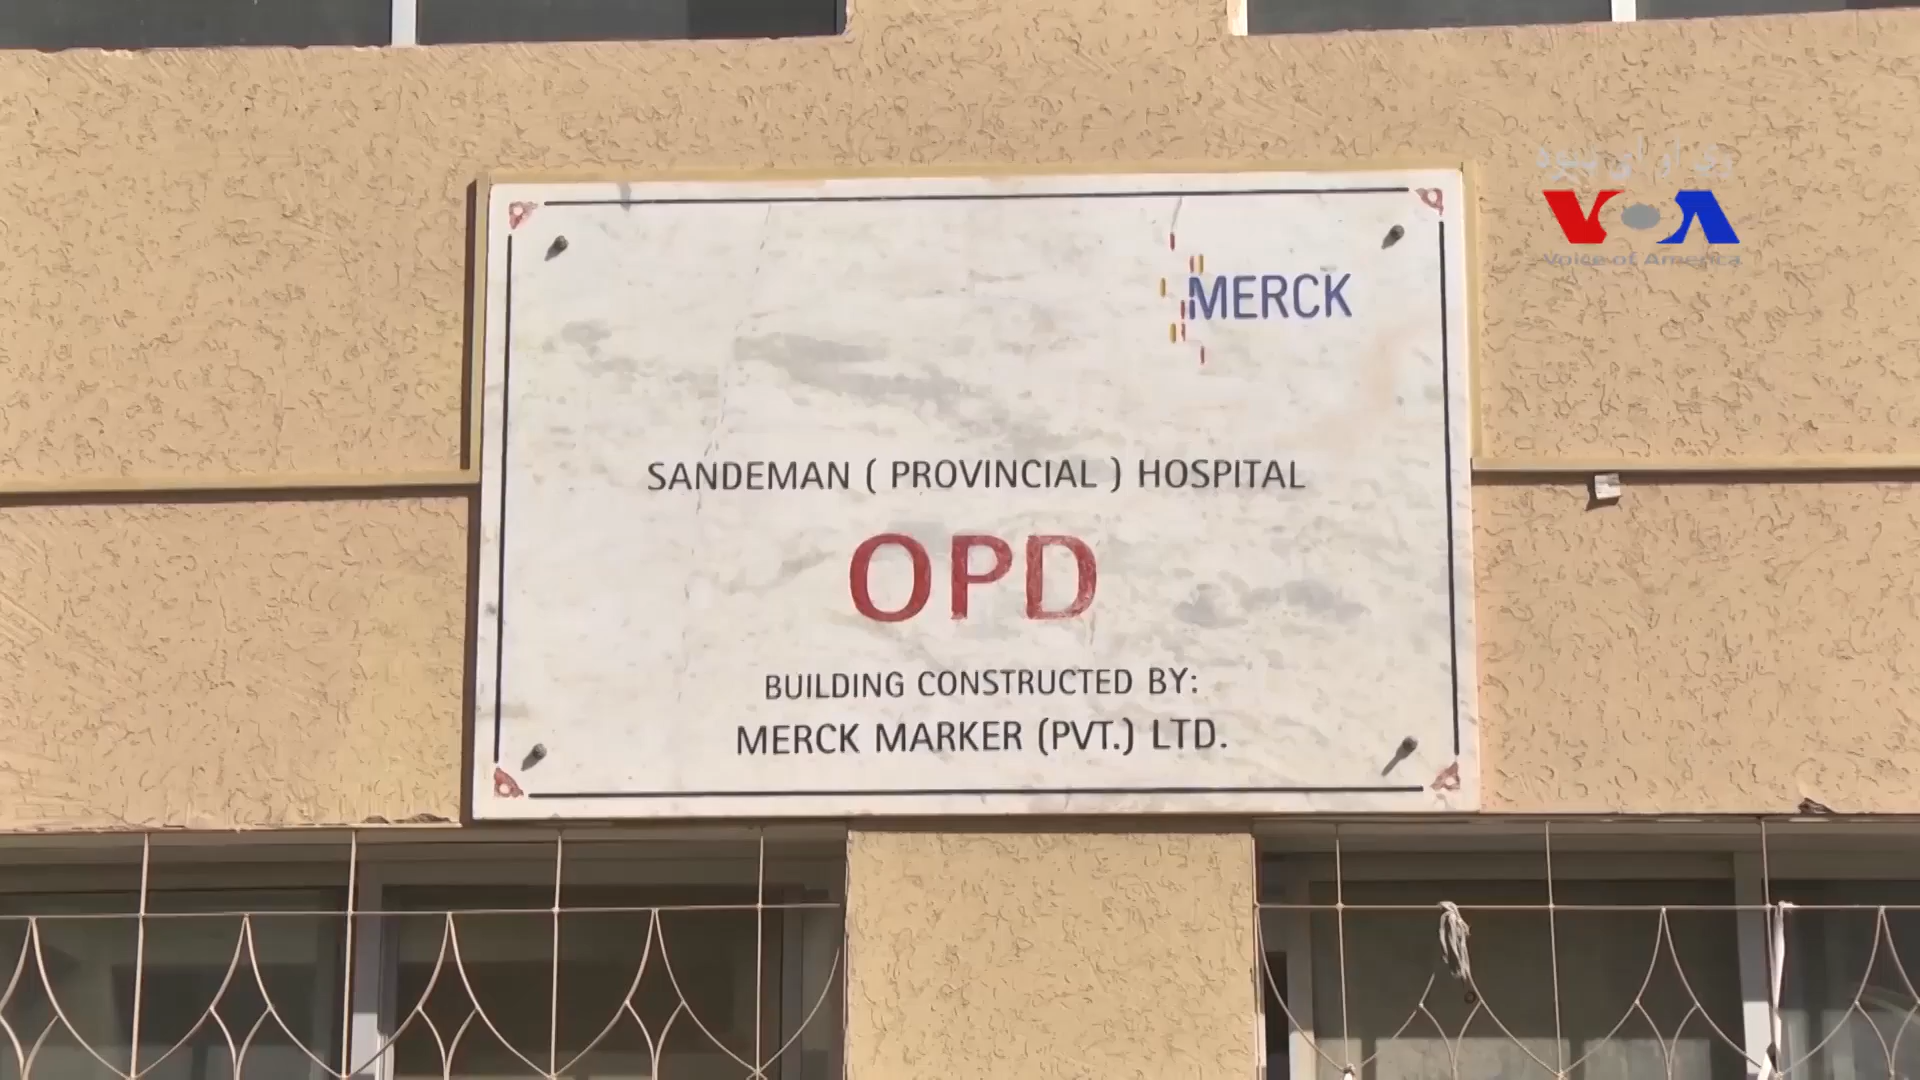 MERCK
SANDEMAN ( PROVINCIAL ) HOSPITAL
OPD
BUILDING CONSTRUCTED BY:
MERCK MARKER (PVT.) LTD.
VOA
Voice of America